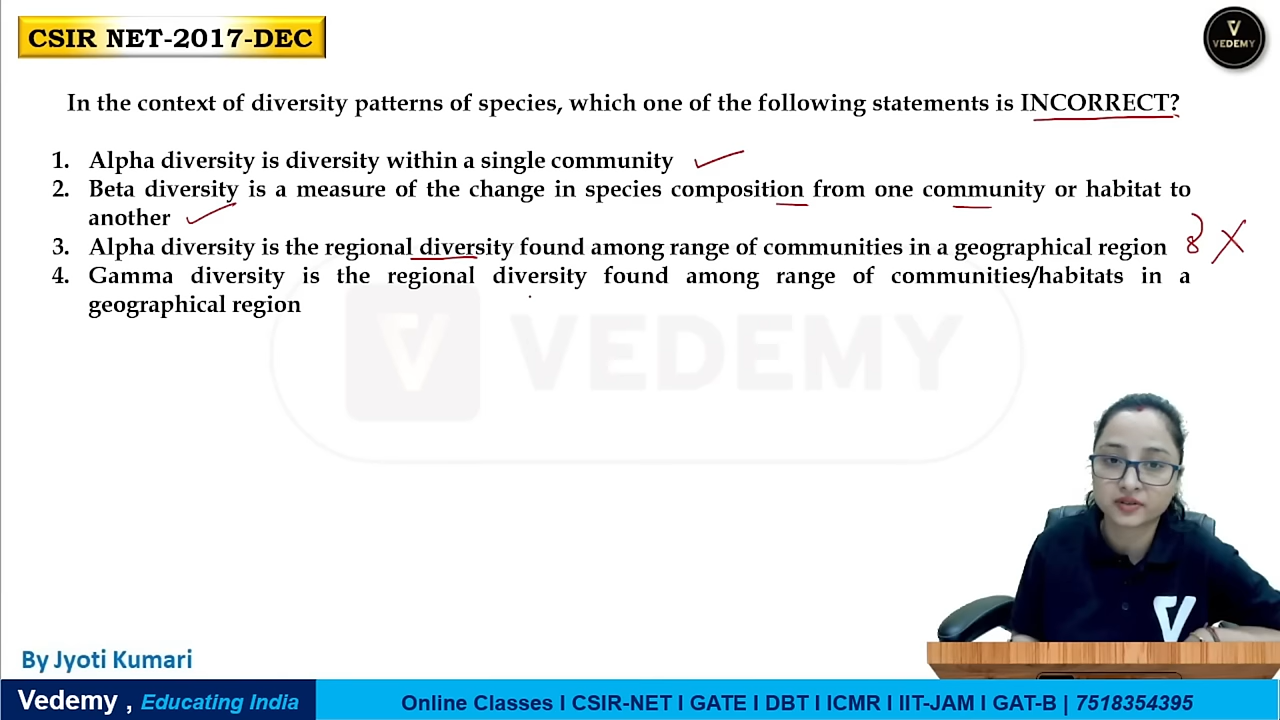 CSIR NET-2017-DEC
VEDEMY
In the context of diversity patterns of species, which one of the following statements is INCORRECT?
1. Alpha diversity is diversity within a single community
2. Beta diversity is a measure of the change in species composition from one community or habitat to
another
3. Alpha diversity is the regional diversity found among range of communities in a geographical region
4. Gamma diversity is the regional diversity found among range of communities/habitats in a
geographical region
VEDEMY
By Jyoti Kumari
Vedemy , Educating India
Online Classes I CSIR-NET I GATE I DBT I ICMR I IIT-JAM I GAT-B | 7518354395